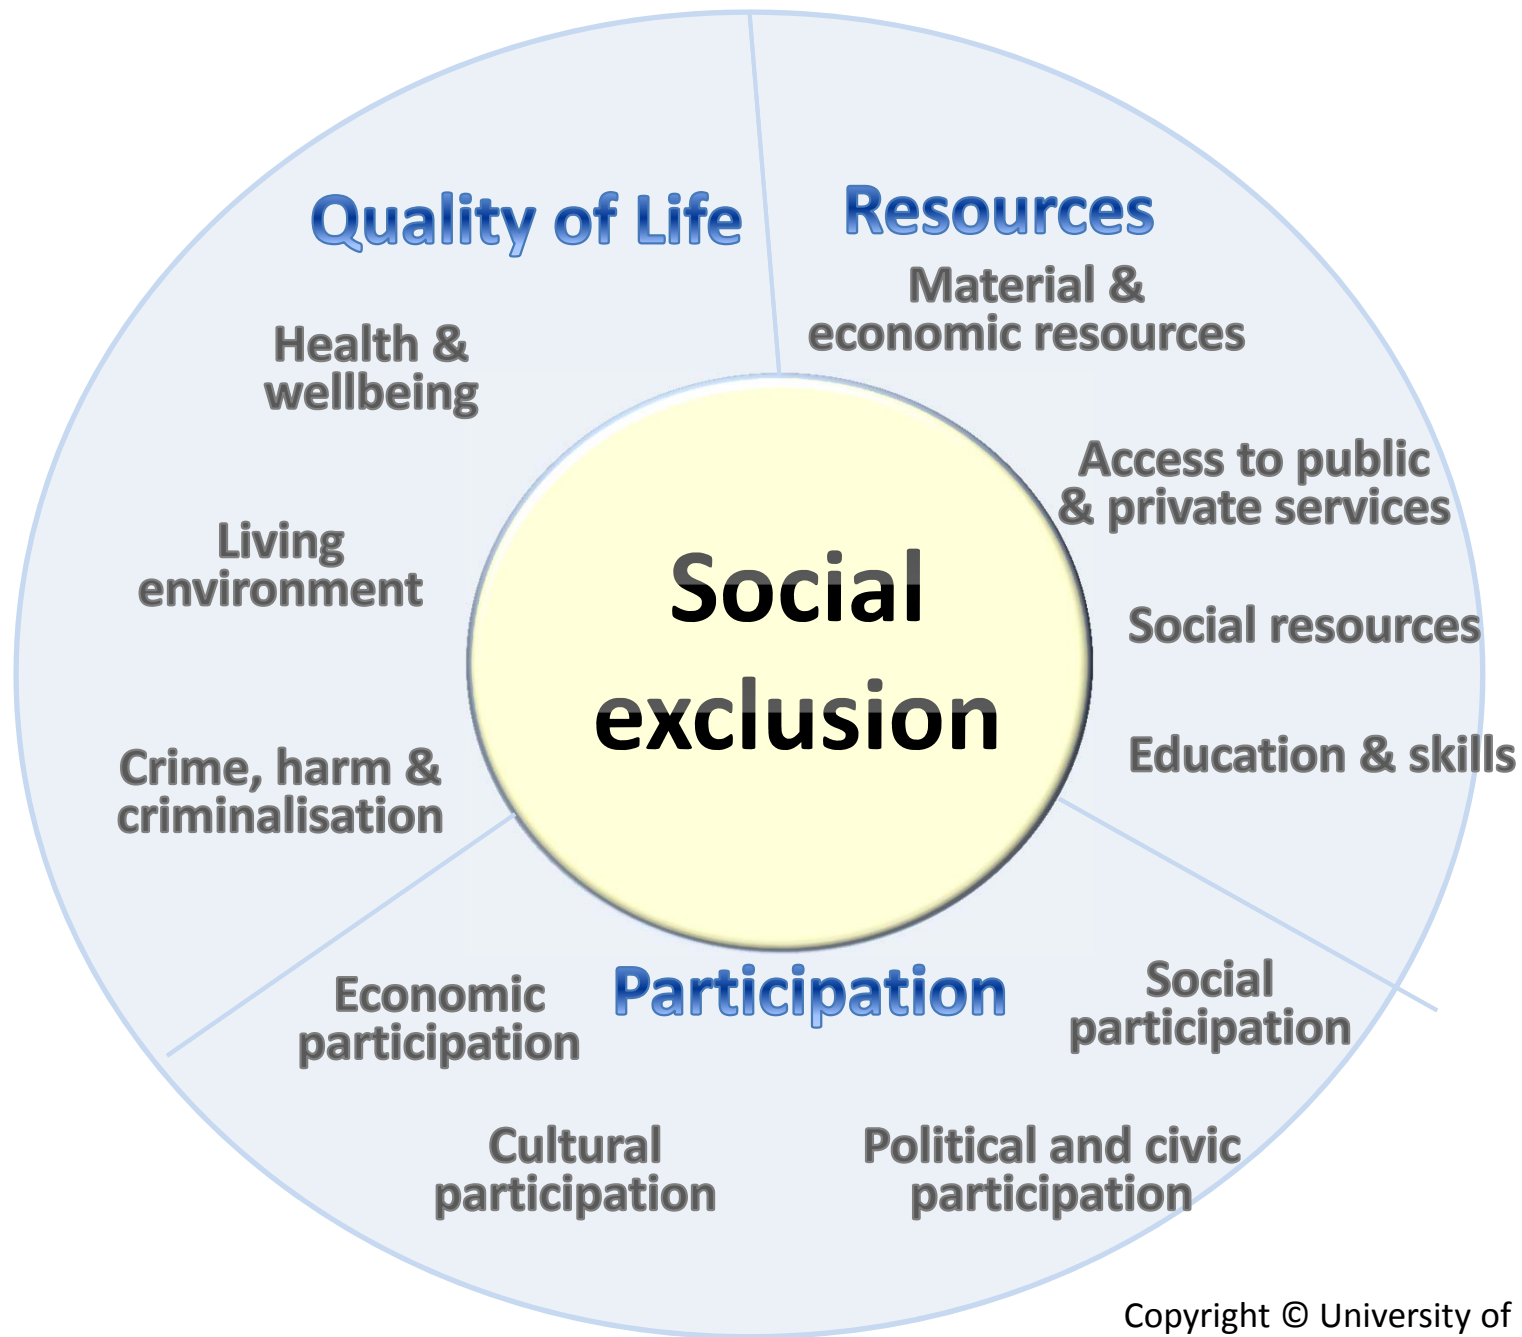 Quality of Life
Health &
wellbeing
Living
environment
Crime, harm &
criminalisation
Resources
Material &
economic resources
Access to public
& private services
Social resources
Education & skills
Social
exclusion
Participation
Economic
participation
Cultural
participation
Political and civic
participation
Social
participation
Copyright © University of